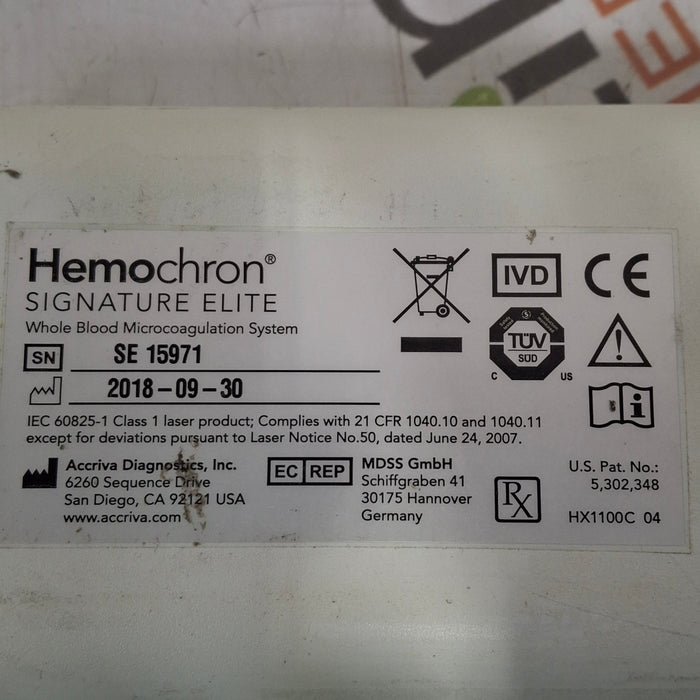 Hemochron®
SIGNATURE ELITE
Whole Blood Microcoagulation System
SN SE 15971
2018-09-30
IVD
CE
TÜV
SÜD
C US
i
IEC 60825-1 Class 1 laser product; Complies with 21 CFR 1040.10 and 1040.11
except for deviations pursuant to Laser Notice No.50, dated June 24, 2007.
Accriva Diagnostics, Inc.
6260 Sequence Drive
San Diego, CA 92121 USA
www.accriva.com
EC REP
MDSS GmbH
Schiffgraben 41
30175 Hannover
Germany
Rx
U.S. Pat. No.:
5,302,348
HX1100C 04